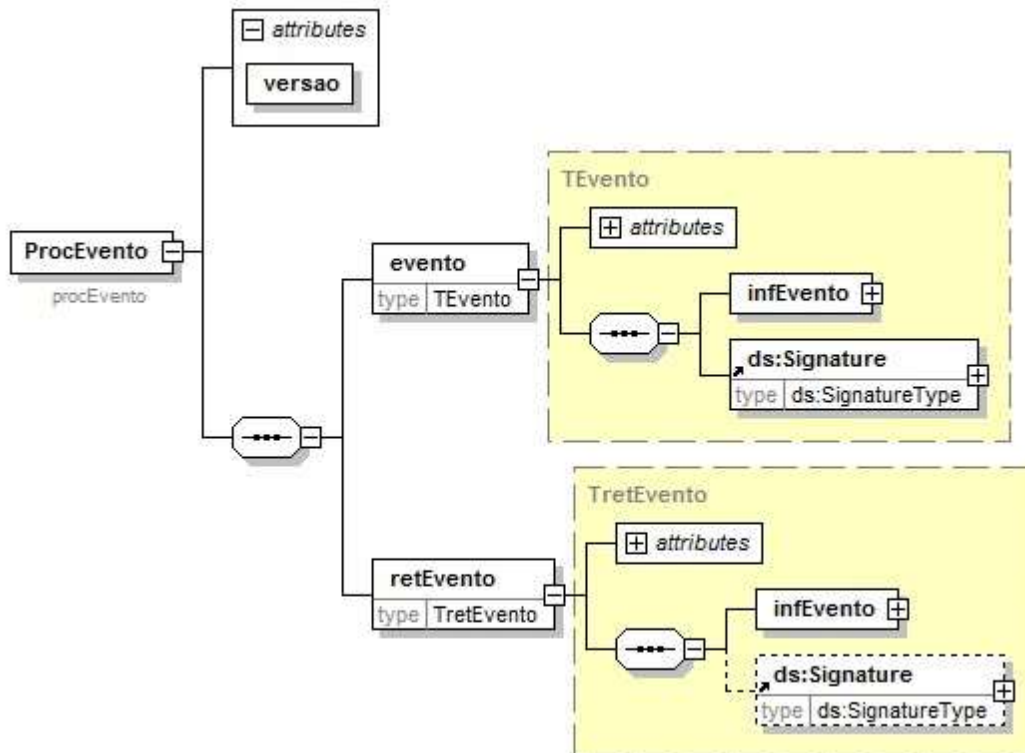 attributes
versao
TEvento
attributes
ProcEvento
evento
infEvento
procEvento
type TEvento
ds:Signature
type ds:SignatureType
TretEvento
attributes
retEvento
infEvento
type TretEvento
ds:Signature
type ds:SignatureType